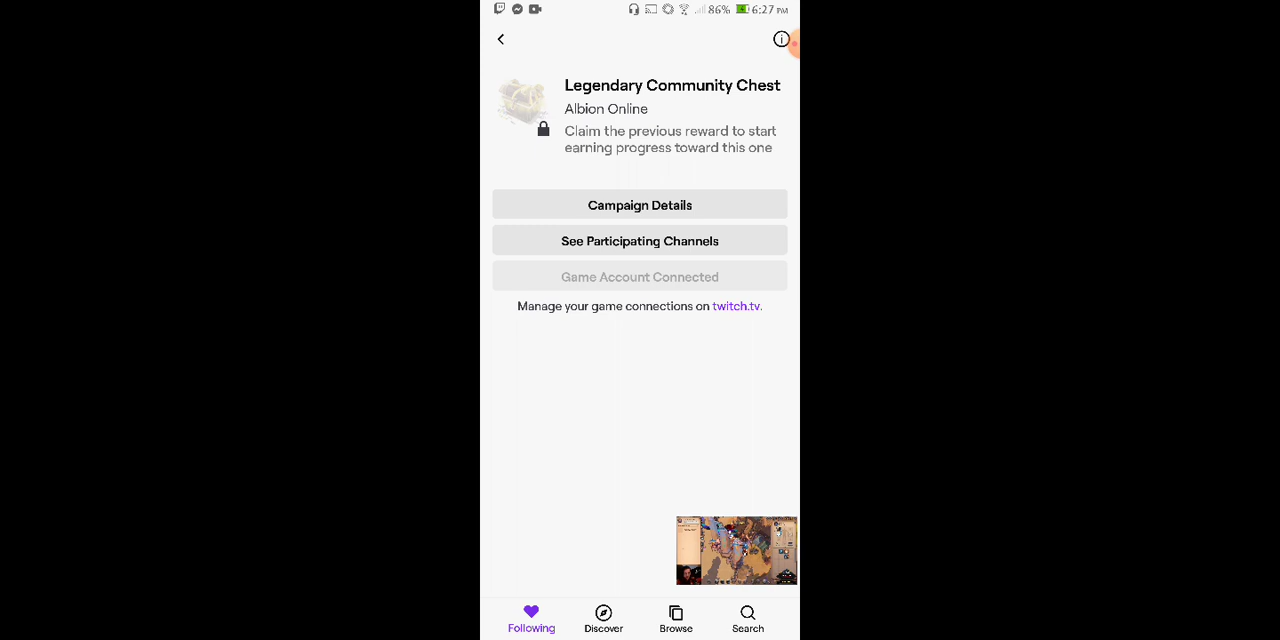 86% 6:27 PM
Legendary Community Chest
Albion Online
Claim the previous reward to start
earning progress toward this one
Campaign Details
See Participating Channels
Game Account Connected
Manage your game connections on twitch.tv.
Following Discover Browse Search